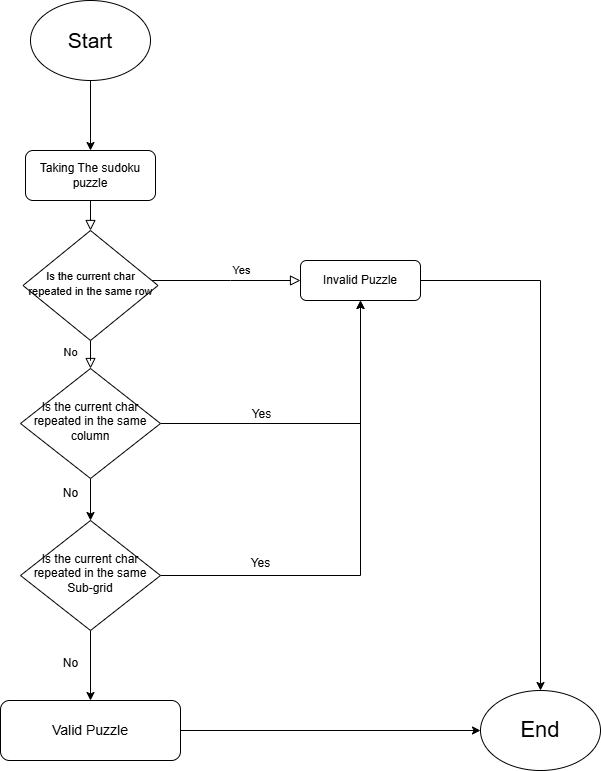 Start
Taking The sudoku
puzzle
Is the current char
repeated in the same row
Yes
Invalid Puzzle
No
Is the current char
repeated in the same
column
Yes
No
Is the current char
repeated in the same
Sub-grid
Yes
No
Valid Puzzle
End